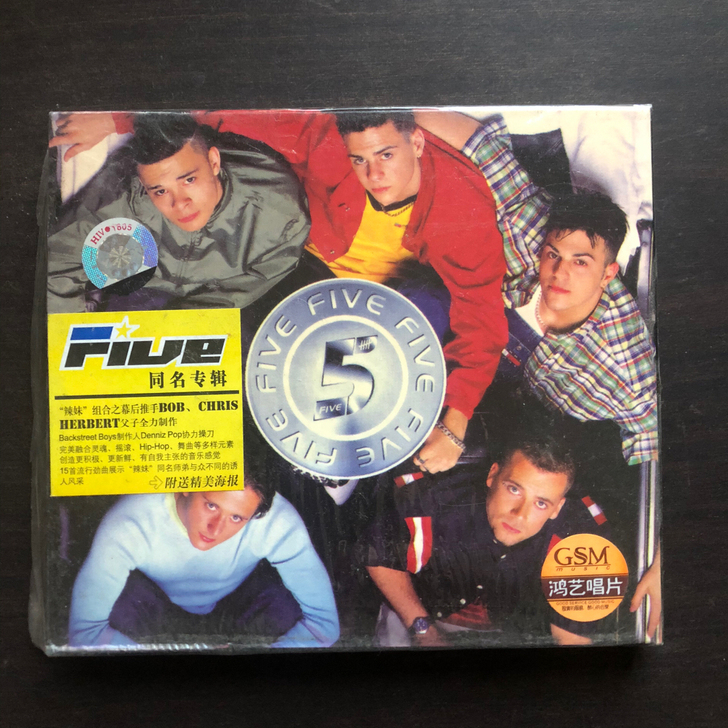 HIV 1805
Five
同名专辑
"辣妹"组合之幕后推手BOB、CHRIS
HERBERT父子全力制作
Backstreet Boys制作人Denniz Pop协力操刀
完美融合灵魂、摇滚、Hip-Hop、舞曲等多样元素
创造更积极、更新鲜、有自我主张的音乐感觉
15首流行劲曲展示"辣妹"同名师弟与众不同的诱
人风采
附送精美海报
FIVE FIVE FIVE FIVE FIVE
5
FIVE
GSM
music
鸿艺唱片